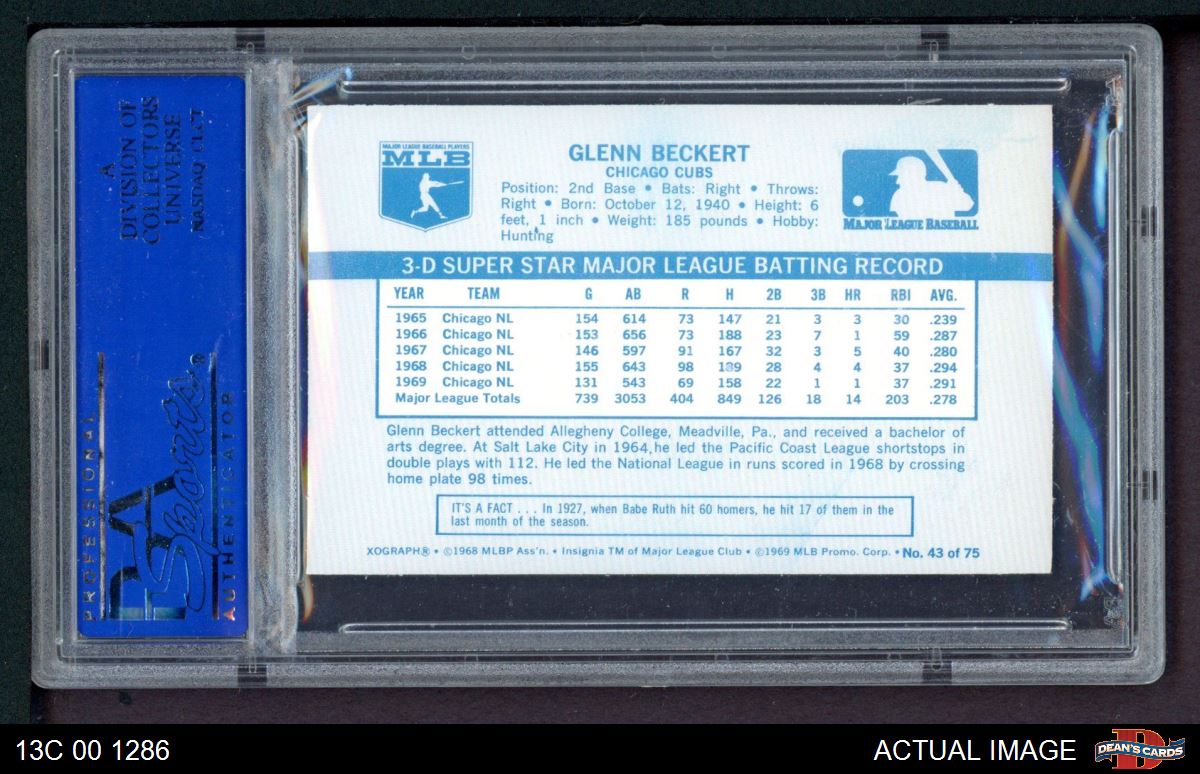 A
DIVISION OF
COLLECTORS
UNIVERSE
NASDAQ CLCT
PROFESSIONAL
PSA
Sports®
AUTHENTICATOR
MAJOR LEAGUE BASEBALL PLAYERS
MLB
GLENN BECKERT
CHICAGO CUBS
Position: 2nd Base • Bats: Right • Throws:
Right • Born: October 12, 1940 • Height: 6
feet, 1 inch • Weight: 185 pounds • Hobby:
Hunting
MAJOR LEAGUE BASEBALL
3-D SUPER STAR MAJOR LEAGUE BATTING RECORD
YEAR TEAM G AB R H 2B 3B HR RBI AVG.
1965 Chicago NL 154 614 73 147 21 3 3 30 .239
1966 Chicago NL 153 656 73 188 23 7 1 59 .287
1967 Chicago NL 146 597 91 167 32 3 5 40 .280
1968 Chicago NL 155 643 98 189 28 4 4 37 .294
1969 Chicago NL 131 543 69 158 22 1 1 37 .291
Major League Totals 739 3053 404 849 126 18 14 203 .278
Glenn Beckert attended Allegheny College, Meadville, Pa., and received a bachelor of
arts degree. At Salt Lake City in 1964, he led the Pacific Coast League shortstops in
double plays with 112. He led the National League in runs scored in 1968 by crossing
home plate 98 times.
IT'S A FACT . . . In 1927, when Babe Ruth hit 60 homers, he hit 17 of them in the
last month of the season.
XOGRAPH® • ©1968 MLBP Ass'n. • Insignia TM of Major League Club • ©1969 MLB Promo. Corp. • No. 43 of 75
13C 00 1286
ACTUAL IMAGE
DEAN'S CARDS